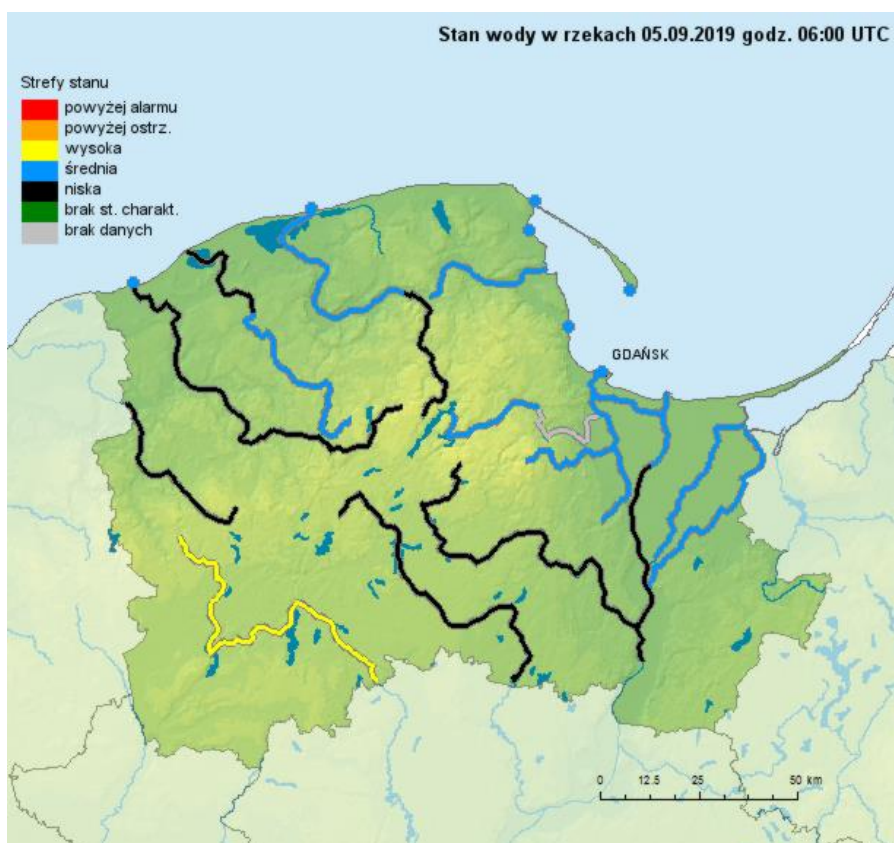 Stan wody w rzekach 05.09.2019 godz. 06:00 UTC
Strefy stanu
powyżej alarmu
powyżej ostrz.
wysoka
średnia
niska
brak st. charakt.
brak danych
GDAŃSK
0 12.5 25 50 km